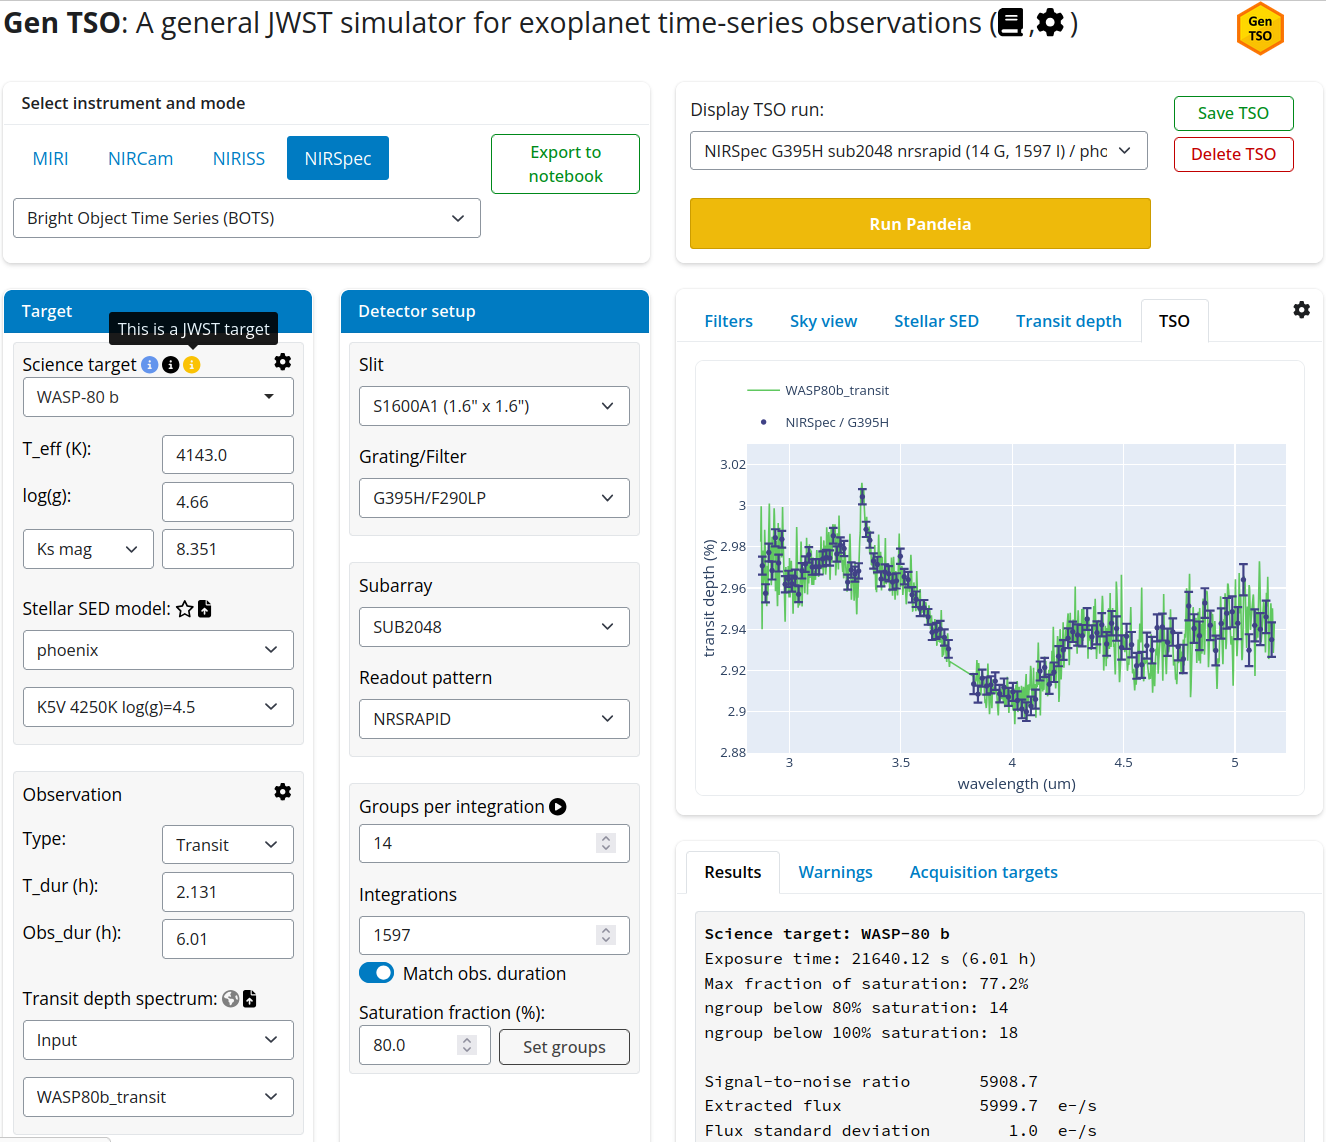 Gen TSO: A general JWST simulator for exoplanet time-series observations ( , )
Gen
TSO
Select instrument and mode
MIRI
NIRCam
NIRISS
NIRSpec
Export to
notebook
Bright Object Time Series (BOTS)
Display TSO run:
NIRSpec G395H sub2048 nrsrapid (14 G, 1597 I) / pho
Save TSO
Delete TSO
Run Pandeia
Target
This is a JWST target
Science target
WASP-80 b
T_eff (K):
4143.0
log(g):
4.66
Ks mag
8.351
Stellar SED model:
phoenix
K5V 4250K log(g)=4.5
Observation
Type:
Transit
T_dur (h):
2.131
Obs_dur (h):
6.01
Transit depth spectrum:
Input
WASP80b_transit
Detector setup
Slit
S1600A1 (1.6" x 1.6")
Grating/Filter
G395H/F290LP
Subarray
SUB2048
Readout pattern
NRSRAPID
Groups per integration
14
Integrations
1597
Match obs. duration
Saturation fraction (%):
80.0
Set groups
Filters
Sky view
Stellar SED
Transit depth
TSO
WASP80b_transit
NIRSpec / G395H
3.02
3
2.98
2.96
2.94
2.92
2.9
2.88
transit depth (%)
3
3.5
4
4.5
5
wavelength (um)
Results
Warnings
Acquisition targets
Science target: WASP-80 b
Exposure time: 21640.12 s (6.01 h)
Max fraction of saturation: 77.2%
ngroup below 80% saturation: 14
ngroup below 100% saturation: 18
Signal-to-noise ratio 5908.7
Extracted flux 5999.7 e-/s
Flux standard deviation 1.0 e-/s